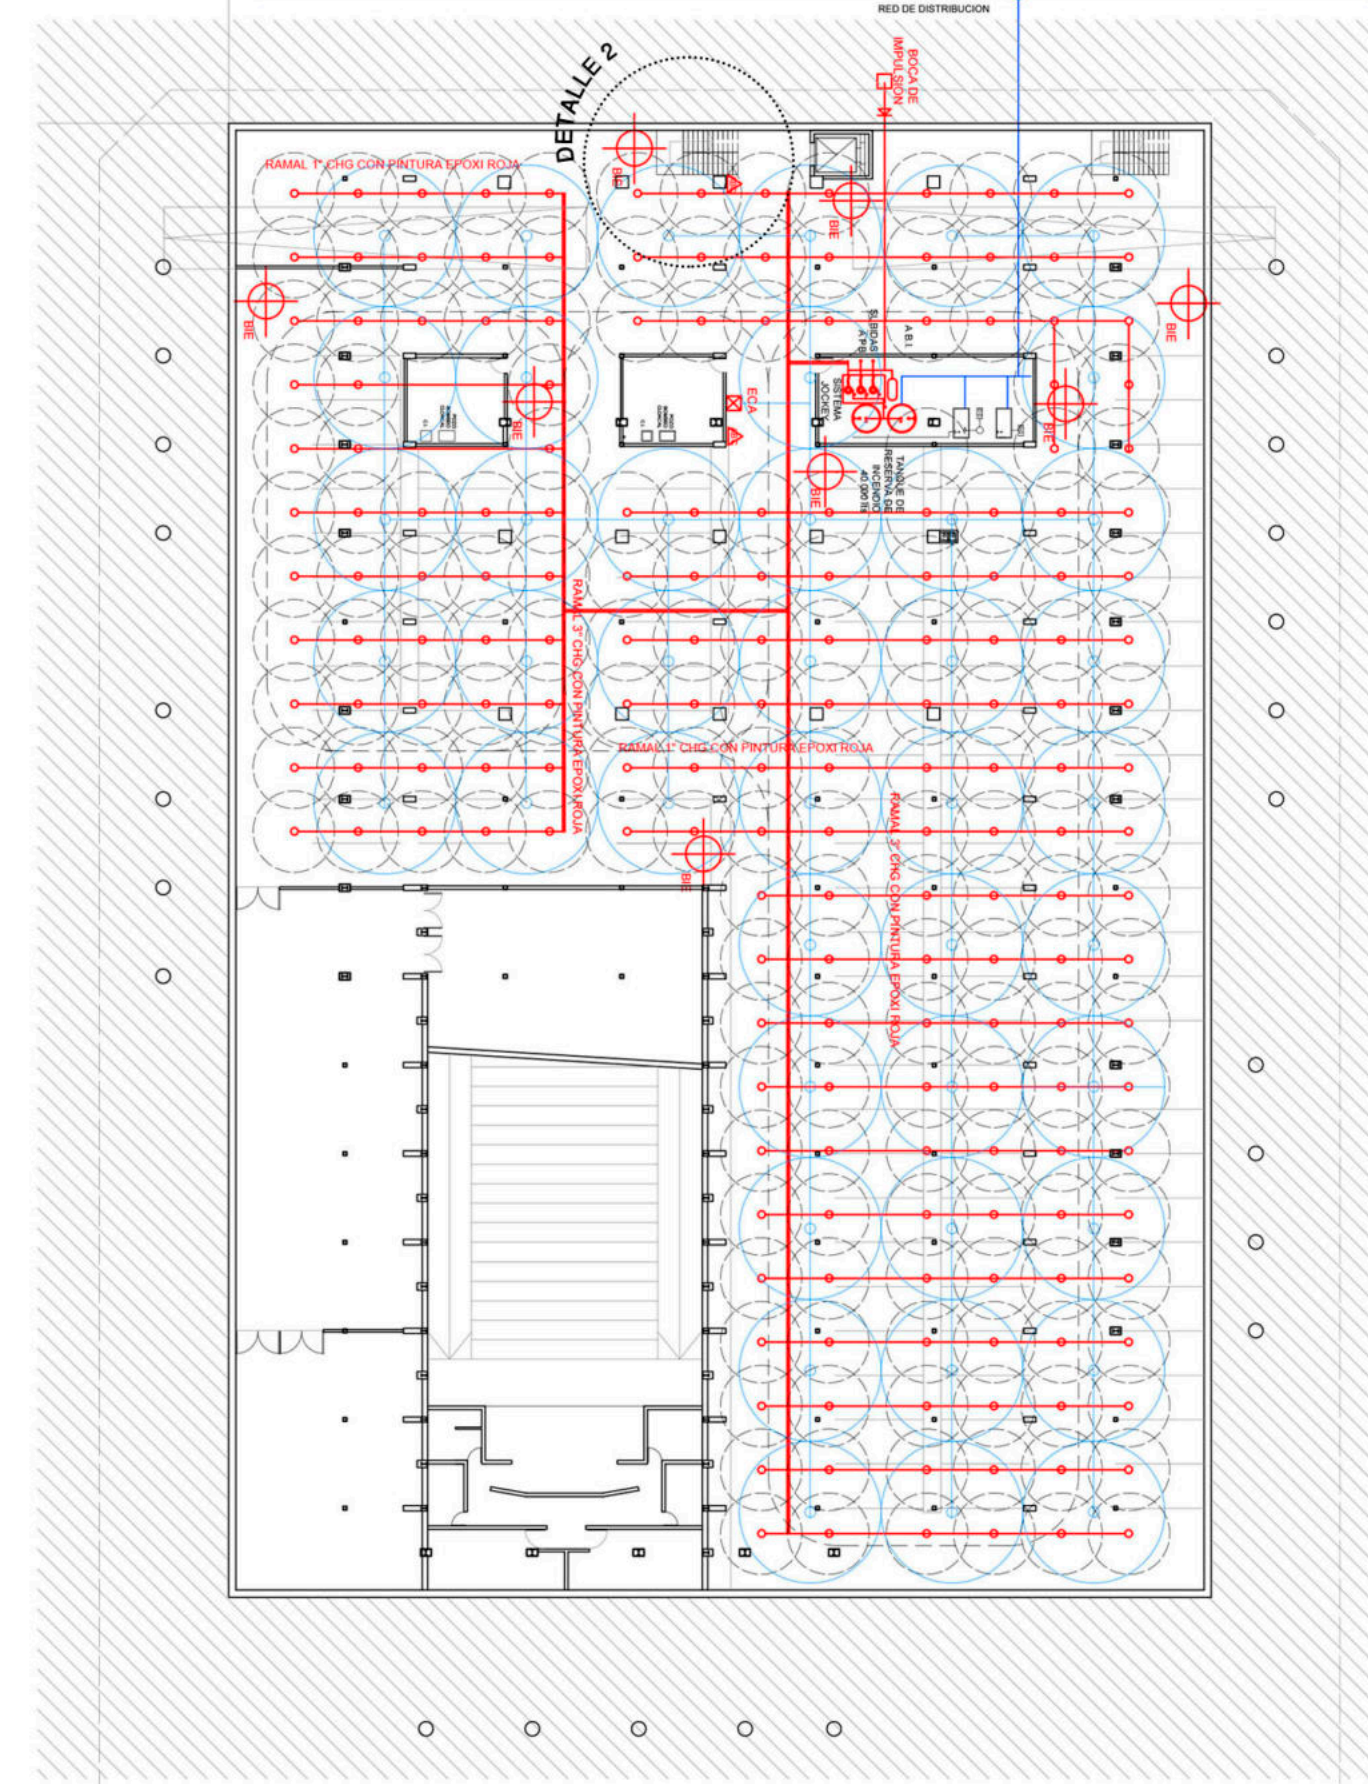 RED DE DISTRIBUCION
BOCA DE
IMPULSION
DETALLE 2
RAMAL 1" CHG CON PINTURA EPOXI ROJA
BIE
BIE
BIE
BIE
SUBIDAS
A P.B.
A.B.I.
ECA
SISTEMA
JOCKEY
BIE
BIE
BIE
TANQUE DE
RESERVA DE
INCENDIO
40.000 lts
RAMAL 3" CHG CON PINTURA EPOXI ROJA
RAMAL 1" CHG CON PINTURA EPOXI ROJA
RAMAL 3" CHG CON PINTURA EPOXI ROJA
BIE